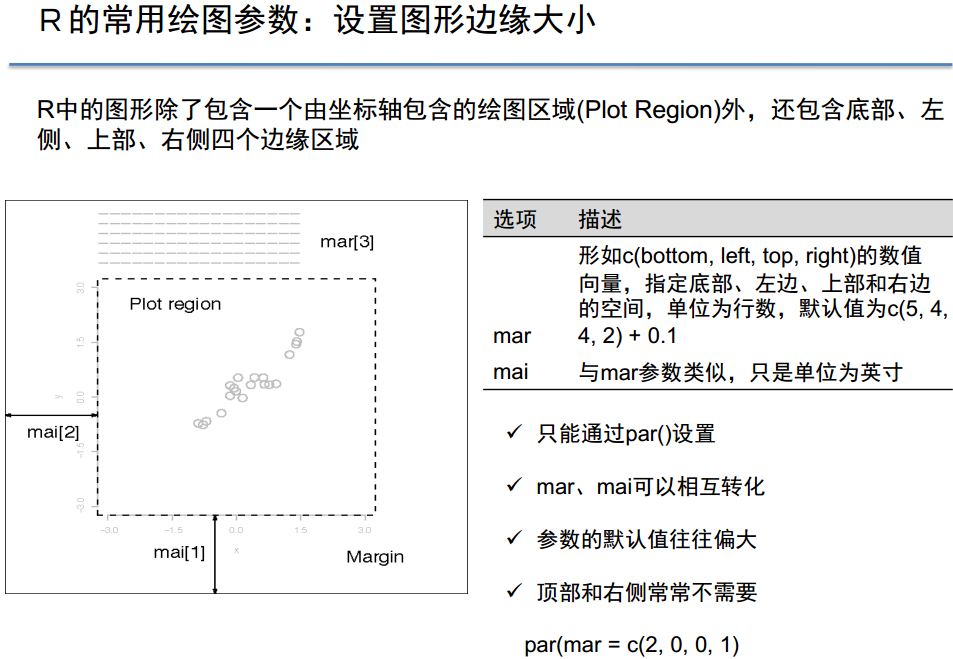 R 的常用绘图参数：设置图形边缘大小
R中的图形除了包含一个由坐标轴包含的绘图区域(Plot Region)外，还包含底部、左
侧、上部、右侧四个边缘区域
mar[3]
Plot region
3.0
1.5
0.0
−1.5
−3.0
y
mai[2]
−3.0 −1.5 0.0 1.5 3.0
x
mai[1]
Margin
选项 描述
形如c(bottom, left, top, right)的数值
向量，指定底部、左边、上部和右边
的空间，单位为行数，默认值为c(5, 4,
mar 4, 2) + 0.1
mai 与mar参数类似，只是单位为英寸
✓ 只能通过par()设置
✓ mar、mai可以相互转化
✓ 参数的默认值往往偏大
✓ 顶部和右侧常常不需要
par(mar = c(2, 0, 0, 1)